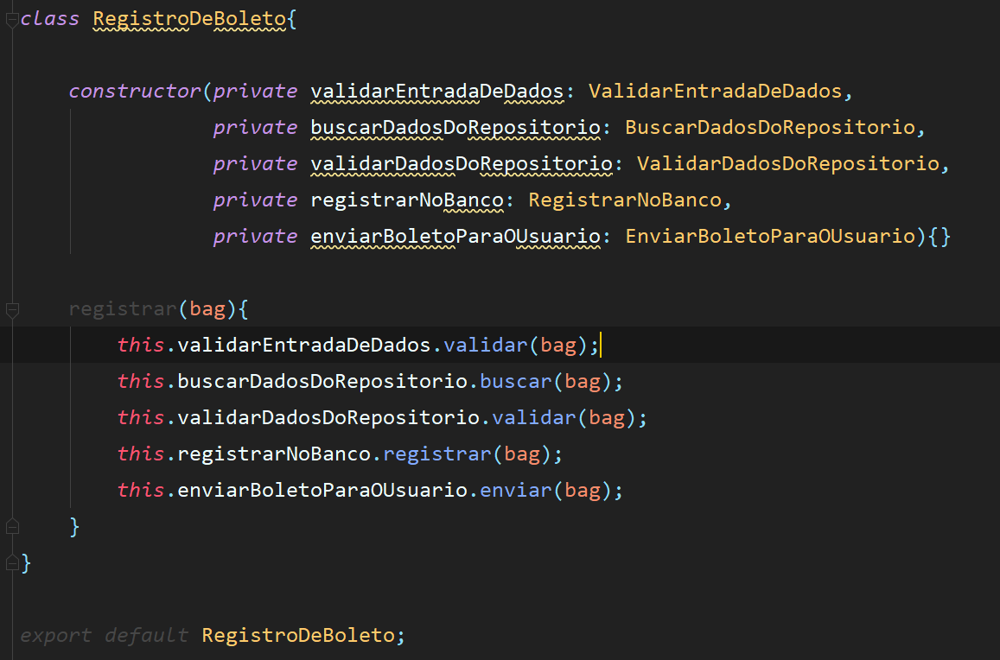 class RegistroDeBoleto{
constructor(private validarEntradaDeDados: ValidarEntradaDeDados,
private buscarDadosDoRepositorio: BuscarDadosDoRepositorio,
private validarDadosDoRepositorio: ValidarDadosDoRepositorio,
private registrarNoBanco: RegistrarNoBanco,
private enviarBoletoParaOUsuario: EnviarBoletoParaOUsuario){}
registrar(bag){
this.validarEntradaDeDados.validar(bag);
this.buscarDadosDoRepositorio.buscar(bag);
this.validarDadosDoRepositorio.validar(bag);
this.registrarNoBanco.registrar(bag);
this.enviarBoletoParaOUsuario.enviar(bag);
}
}
export default RegistroDeBoleto;